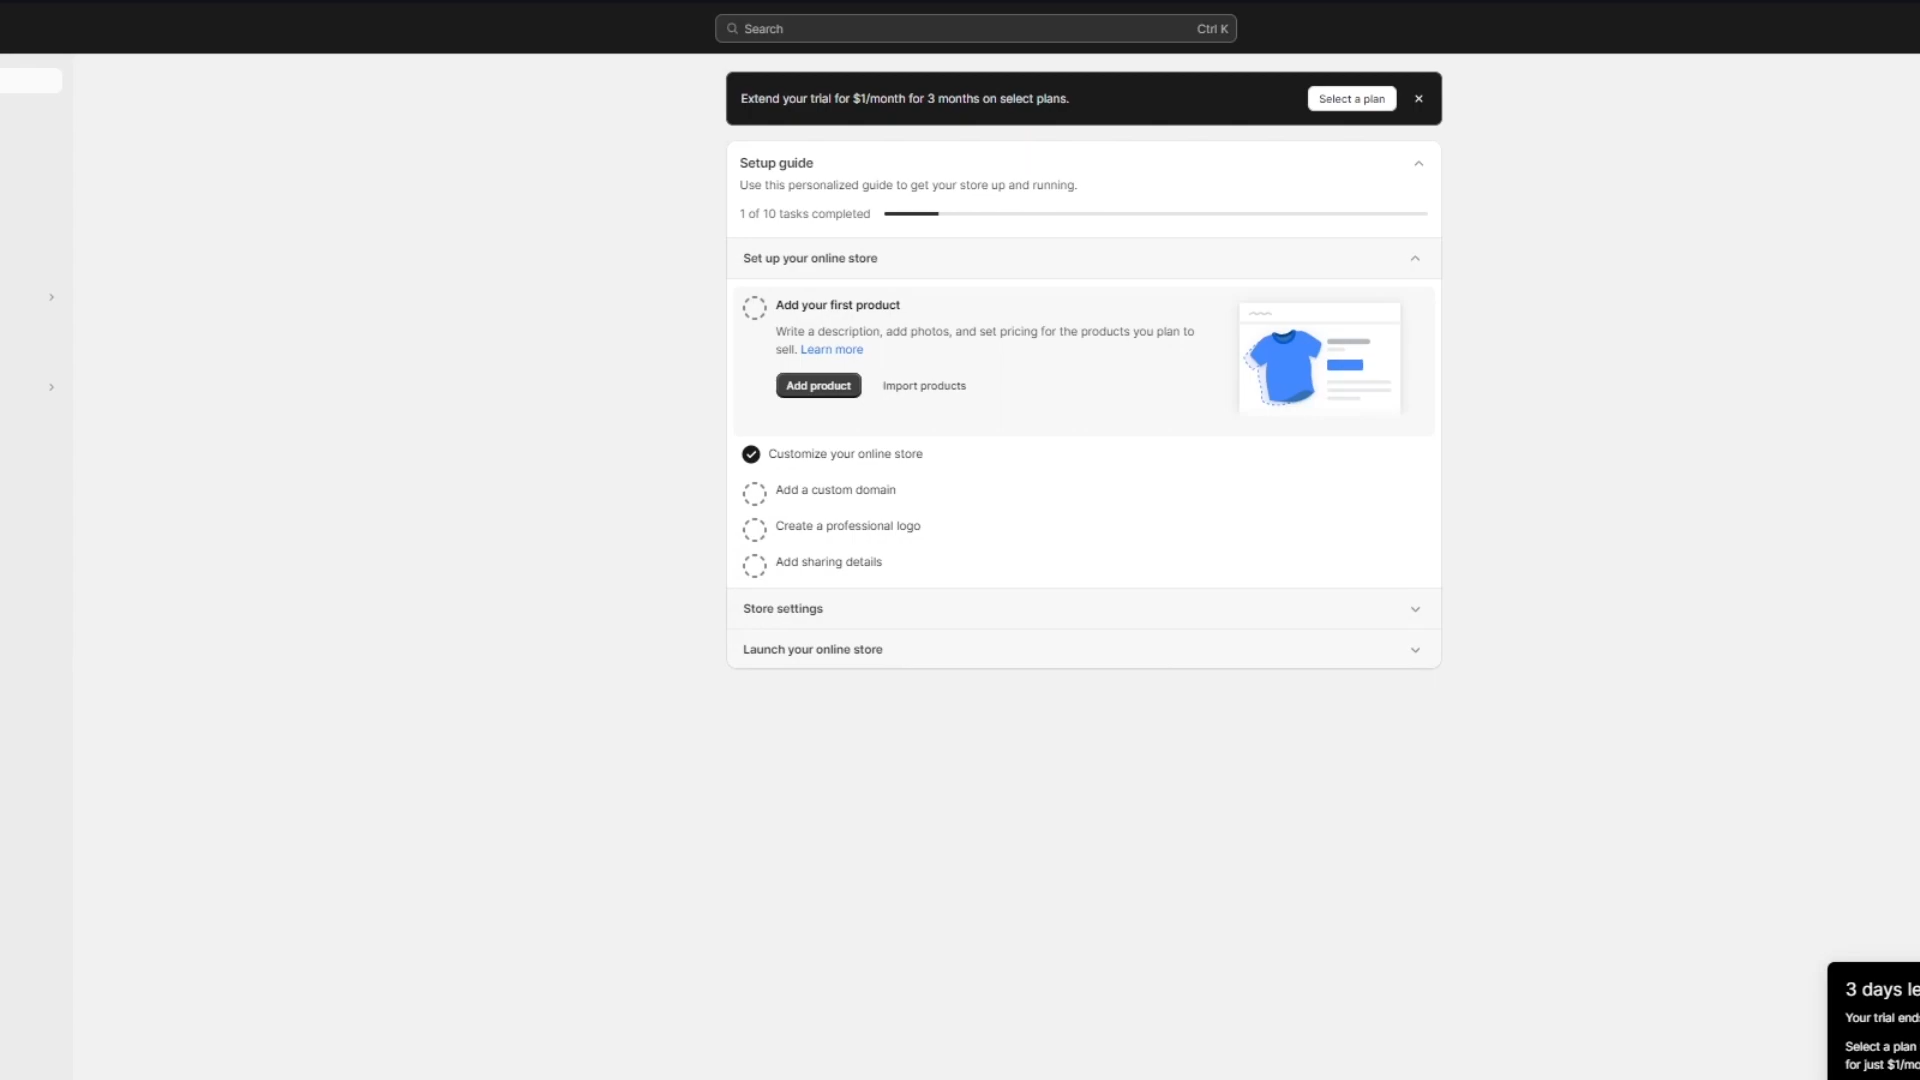 Search Ctrl K
Extend your trial for $1/month for 3 months on select plans. Select a plan
Setup guide
Use this personalized guide to get your store up and running.
1 of 10 tasks completed
Set up your online store
Add your first product
Write a description, add photos, and set pricing for the products you plan to
sell. Learn more
Add product Import products
Customize your online store
Add a custom domain
Create a professional logo
Add sharing details
Store settings
Launch your online store
3 days le
Your trial ends
Select a plan
for just $1/mo